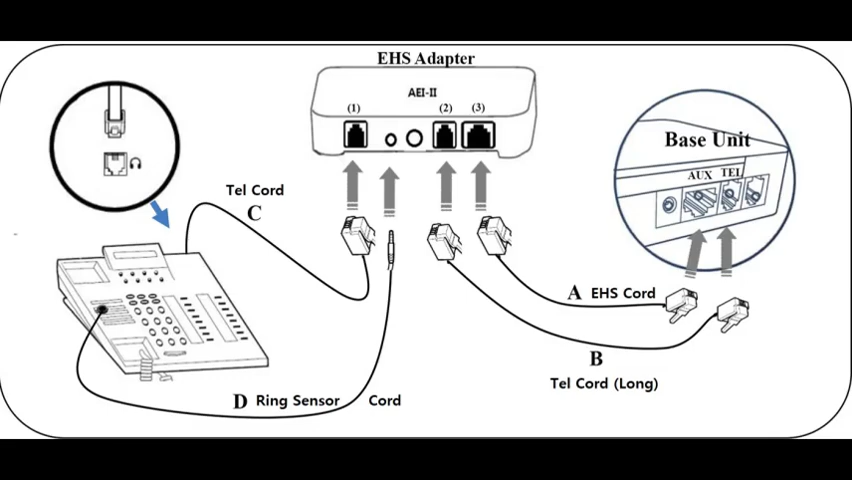 EHS Adapter
AEI-II
(1)
(2)
(3)
Base Unit
AUX
TEL
Tel Cord
C
A EHS Cord
B
Tel Cord (Long)
D Ring Sensor Cord